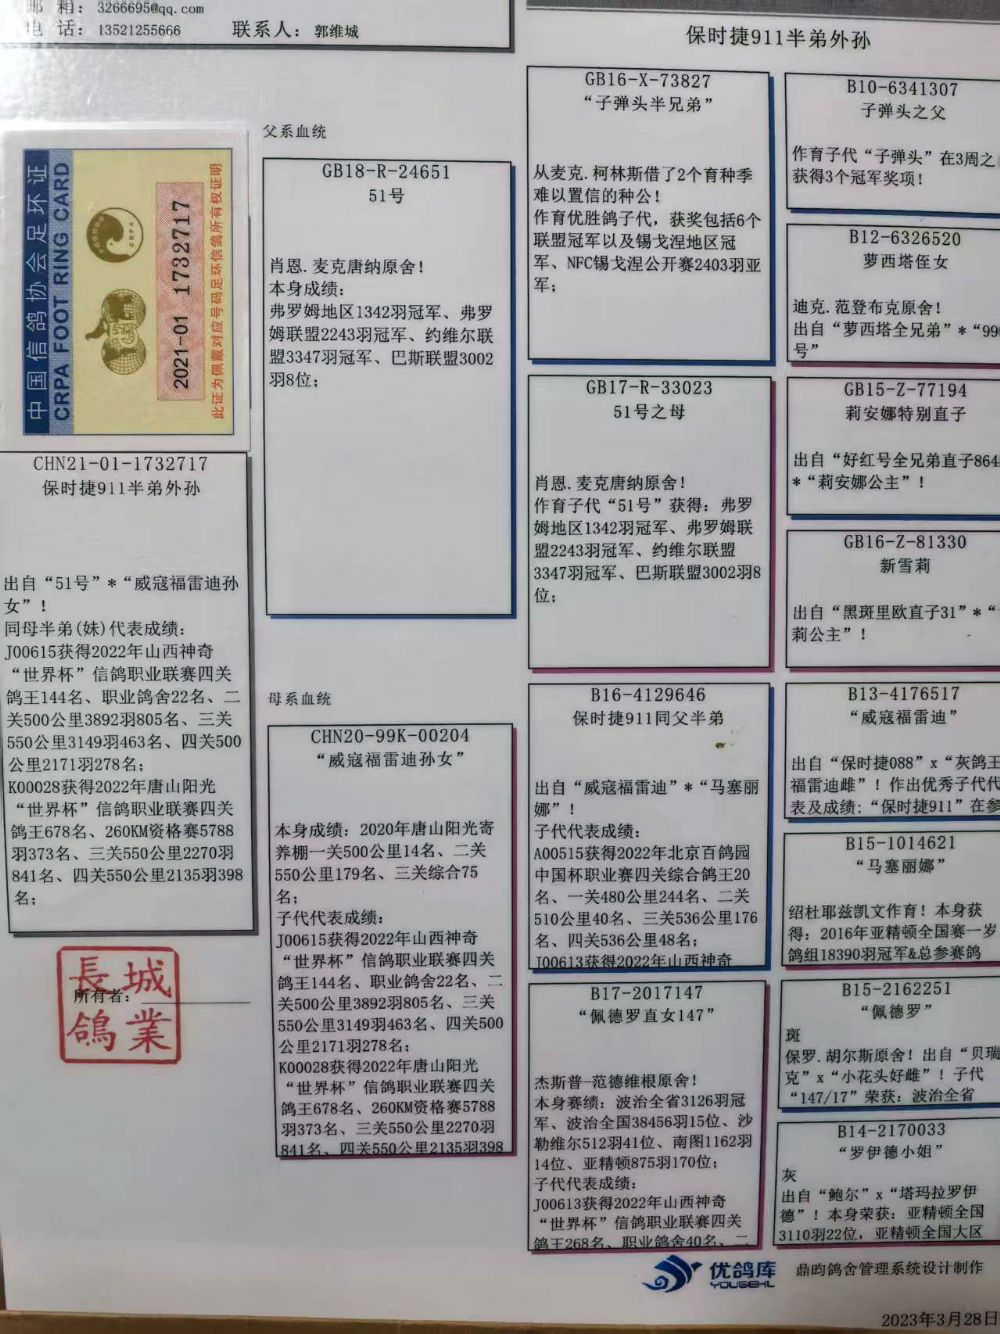 邮 箱: 3266695@qq.com
电 话: 13521255666 联系人: 郭维城
中国信鸽协会足环证
CRPA FOOT RING CARD
2021-01 1732717
此证为佩戴对应号码足环信鸽所有权证明
CHN21-01-1732717
保时捷911半弟外孙
出自“51号”*“威寇福雷迪孙
女”!
同母半弟(妹)代表成绩:
J00615获得2022年山西神奇
“世界杯”信鸽职业联赛四关
鸽王144名、职业鸽舍22名、二
关500公里3892羽805名、三关
550公里3149羽463名、四关500
公里2171羽278名;
K00028获得2022年唐山阳光
“世界杯”信鸽职业联赛四关
鸽王678名、260KM资格赛5788
羽373名、三关550公里2270羽
841名、四关550公里2135羽398
名;
長城
鴿業
所有者:
父系血统
GB18-R-24651
51号
肖恩.麦克唐纳原舍!
本身成绩:
弗罗姆地区1342羽冠军、弗罗
姆联盟2243羽冠军、约维尔联
盟3347羽冠军、巴斯联盟3002
羽8位;
母系血统
CHN20-99K-00204
“威寇福雷迪孙女”
本身成绩: 2020年唐山阳光寄
养棚一关500公里14名、二关
550公里179名、三关综合75
名;
子代代表成绩:
J00615获得2022年山西神奇
“世界杯”信鸽职业联赛四关
鸽王144名、职业鸽舍22名、二
关500公里3892羽805名、三关
550公里3149羽463名、四关500
公里2171羽278名;
K00028获得2022年唐山阳光
“世界杯”信鸽职业联赛四关
鸽王678名、260KM资格赛5788
羽373名、三关550公里2270羽
841名、四关550公里2135羽398
保时捷911半弟外孙
GB16-X-73827
“子弹头半兄弟”
从麦克.柯林斯借了2个育种季
难以置信的种公!
作育优胜鸽子代, 获奖包括6个
联盟冠军以及锡戈涅地区冠
军、NFC锡戈涅公开赛2403羽亚
军;
GB17-R-33023
51号之母
肖恩.麦克唐纳原舍!
作育子代“51号”获得: 弗罗
姆地区1342羽冠军、弗罗姆联
盟2243羽冠军、约维尔联盟
3347羽冠军、巴斯联盟3002羽8
位;
B16-4129646
保时捷911同父半弟
出自“威寇福雷迪”*“马塞丽
娜”!
子代代表成绩:
A00515获得2022年北京百鸽园
中国杯职业赛四关综合鸽王20
名、一关480公里244名、二关
510公里40名、三关536公里176
名、四关536公里48名;
J00613获得2022年山西神奇
B17-2017147
“佩德罗直女147”
杰斯普-范德维根原舍!
本身赛绩: 波治全省3126羽冠
军、波治全国38456羽15位、沙
勒维尔512羽41位、南图1162羽
14位、亚精顿875羽170位;
子代代表成绩:
J00613获得2022年山西神奇
“世界杯”信鸽职业联赛四关
鸽王268名、职业鸽舍40名、二
B10-6341307
子弹头之父
作育子代“子弹头”在3周之
获得3个冠军奖项!
B12-6326520
萝西塔侄女
迪克.范登布克原舍!
出自“萝西塔全兄弟”*“99
号”
GB15-Z-77194
莉安娜特别直子
出自“好红号全兄弟直子864
*“莉安娜公主”!
GB16-Z-81330
新雪莉
出自“黑斑里欧直子31”*“
莉公主”!
B13-4176517
“威寇福雷迪”
出自“保时捷088”x“灰鸽王
福雷迪雌”! 作出优秀子代代
表及成绩:“保时捷911”在参
B15-1014621
“马塞丽娜”
绍杜耶兹凯文作育! 本身获
得: 2016年亚精顿全国赛一岁
鸽组18390羽冠军&总参赛鸽
B15-2162251
“佩德罗”
斑
保罗.胡尔斯原舍! 出自“贝瑞
克”x“小花头好雌”! 子代
“147/17”荣获: 波治全省
B14-2170033
“罗伊德小姐”
灰
出自“鲍尔”x“塔玛拉罗伊
德”! 本身荣获: 亚精顿全国
3110羽22位, 亚精顿全国大区
优鸽库
YOUGEKU
鼎昀鸽舍管理系统设计制作
2023年3月28日